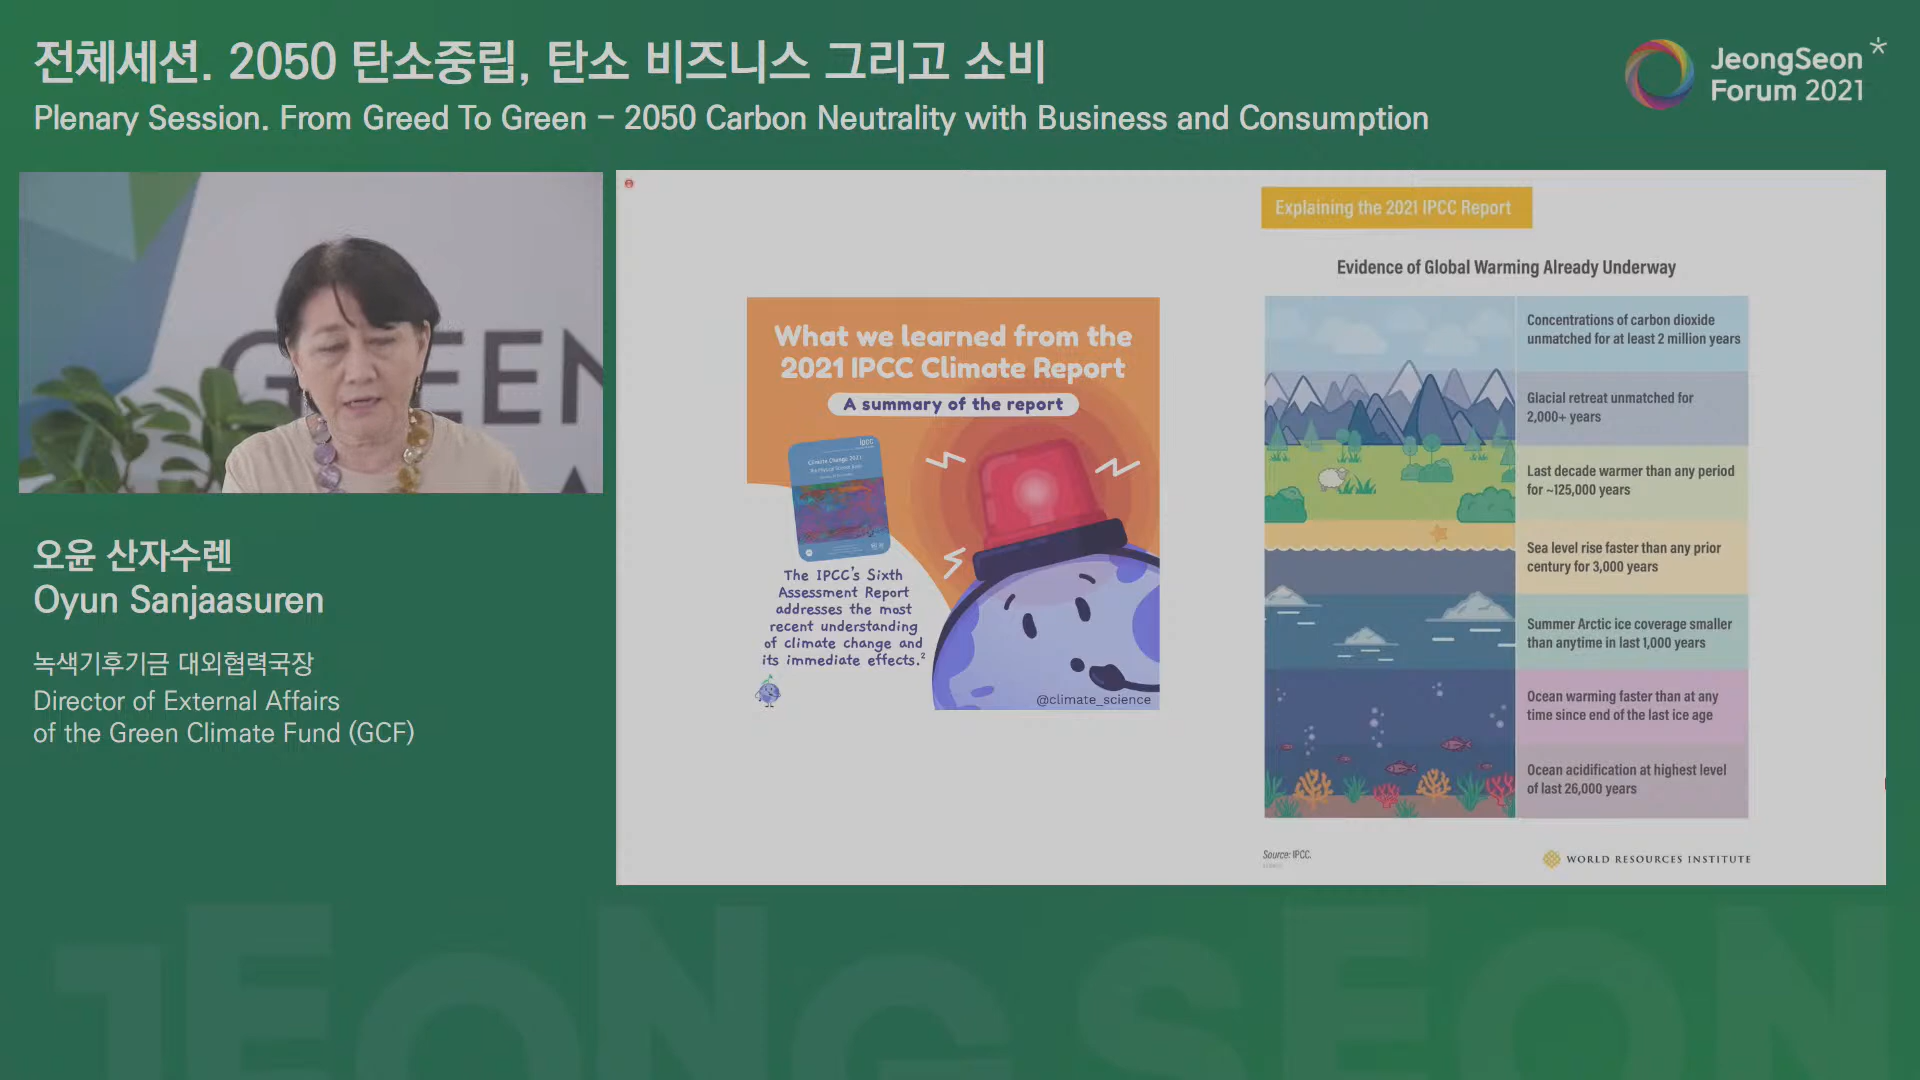 전체세션. 2050 탄소중립, 탄소 비즈니스 그리고 소비
Plenary Session. From Greed To Green – 2050 Carbon Neutrality with Business and Consumption
JeongSeon
Forum 2021
GREEN
오윤 산자수렌
Oyun Sanjaasuren
녹색기후기금 대외협력국장
Director of External Affairs
of the Green Climate Fund (GCF)
What we learned from the
2021 IPCC Climate Report
A summary of the report
ipcc
Climate Change 2021
The IPCC's Sixth
Assessment Report
addresses the most
recent understanding
of climate change and
its immediate effects.²
@climate_science
Explaining the 2021 IPCC Report
Evidence of Global Warming Already Underway
Concentrations of carbon dioxide
unmatched for at least 2 million years
Glacial retreat unmatched for
2,000+ years
Last decade warmer than any period
for ~125,000 years
Sea level rise faster than any prior
century for 3,000 years
Summer Arctic ice coverage smaller
than anytime in last 1,000 years
Ocean warming faster than at any
time since end of the last ice age
Ocean acidification at highest level
of last 26,000 years
Source: IPCC.
WORLD RESOURCES INSTITUTE
JEONG SEON